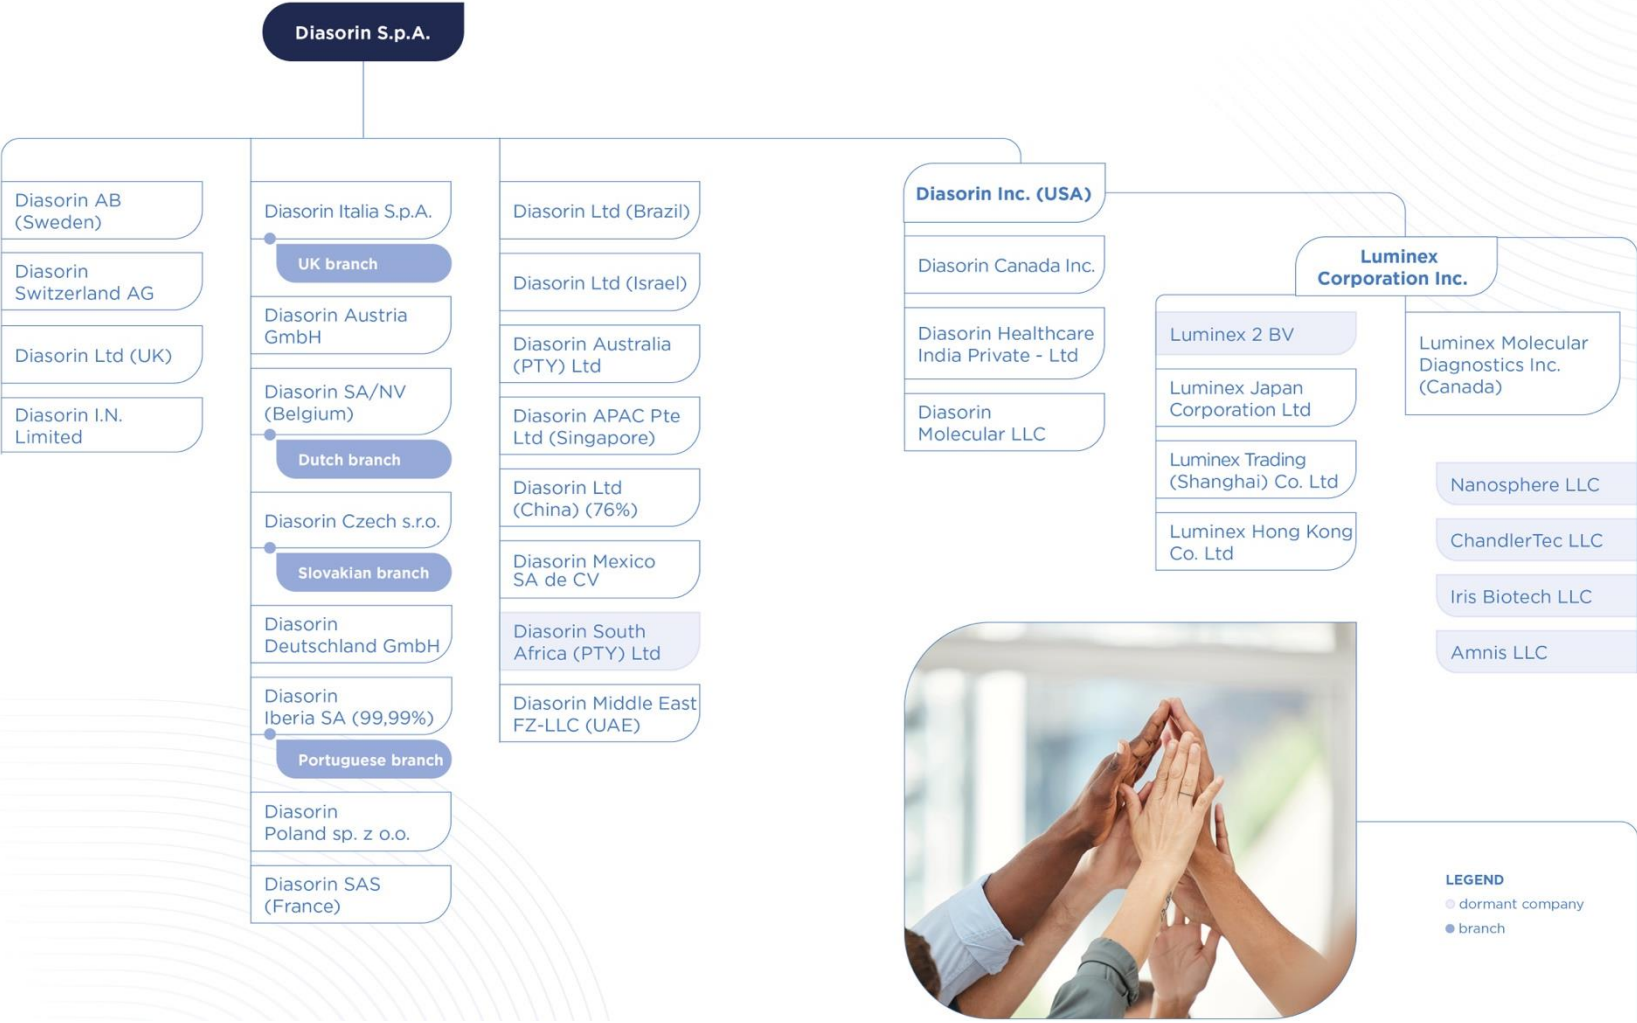 Diasorin S.p.A.
Diasorin AB
(Sweden)
Diasorin
Switzerland AG
Diasorin Ltd (UK)
Diasorin I.N.
Limited
Diasorin Italia S.p.A.
UK branch
Diasorin Austria
GmbH
Diasorin SA/NV
(Belgium)
Dutch branch
Diasorin Czech s.r.o.
Slovakian branch
Diasorin
Deutschland GmbH
Diasorin
Iberia SA (99,99%)
Portuguese branch
Diasorin
Poland sp. z o.o.
Diasorin SAS
(France)
Diasorin Ltd (Brazil)
Diasorin Ltd (Israel)
Diasorin Australia
(PTY) Ltd
Diasorin APAC Pte
Ltd (Singapore)
Diasorin Ltd
(China) (76%)
Diasorin Mexico
SA de CV
Diasorin South
Africa (PTY) Ltd
Diasorin Middle East
FZ-LLC (UAE)
Diasorin Inc. (USA)
Diasorin Canada Inc.
Diasorin Healthcare
India Private - Ltd
Diasorin
Molecular LLC
Luminex
Corporation Inc.
Luminex 2 BV
Luminex Japan
Corporation Ltd
Luminex Trading
(Shanghai) Co. Ltd
Luminex Hong Kong
Co. Ltd
Luminex Molecular
Diagnostics Inc.
(Canada)
Nanosphere LLC
ChandlerTec LLC
Iris Biotech LLC
Amnis LLC
LEGEND
dormant company
branch